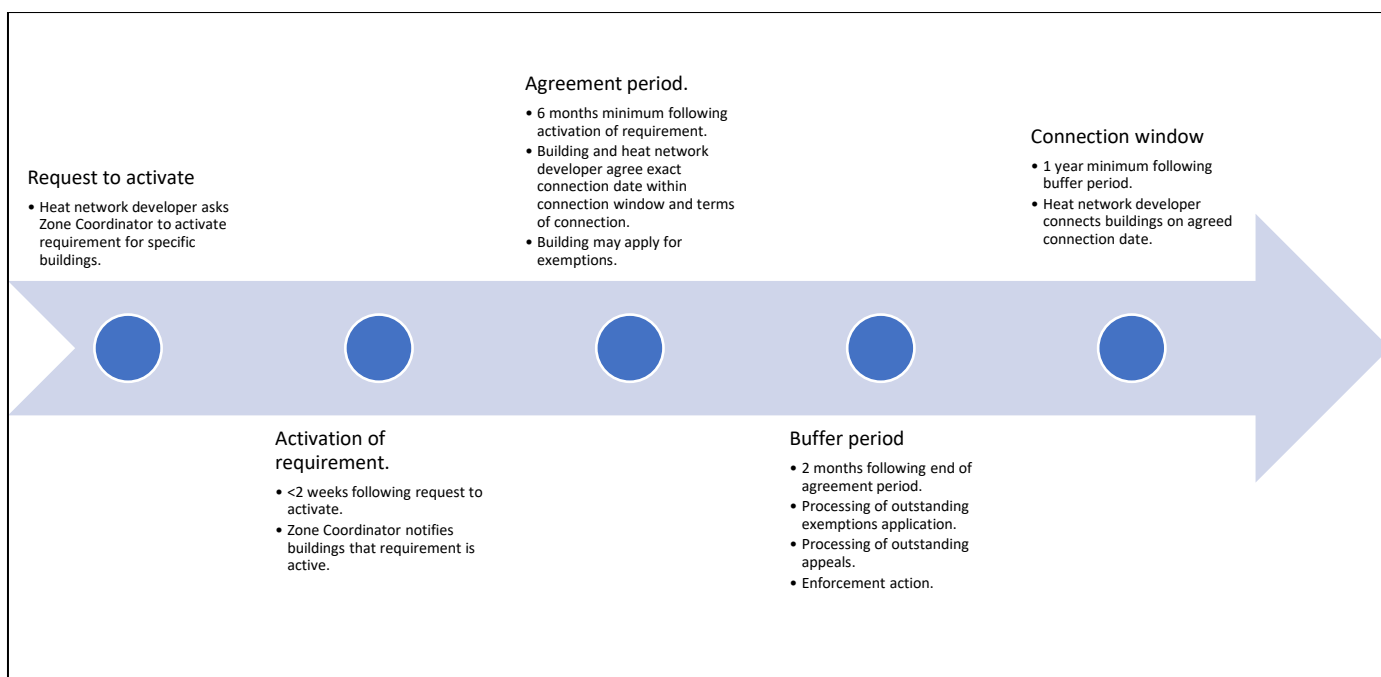 Request to activate
• Heat network developer asks
Zone Coordinator to activate
requirement for specific
buildings.
Activation of
requirement.
• <2 weeks following request to
activate.
• Zone Coordinator notifies
buildings that requirement is
active.
Agreement period.
• 6 months minimum following
activation of requirement.
• Building and heat network
developer agree exact
connection date within
connection window and terms
of connection.
• Building may apply for
exemptions.
Buffer period
• 2 months following end of
agreement period.
• Processing of outstanding
exemptions application.
• Processing of outstanding
appeals.
• Enforcement action.
Connection window
• 1 year minimum following
buffer period.
• Heat network developer
connects buildings on agreed
connection date.